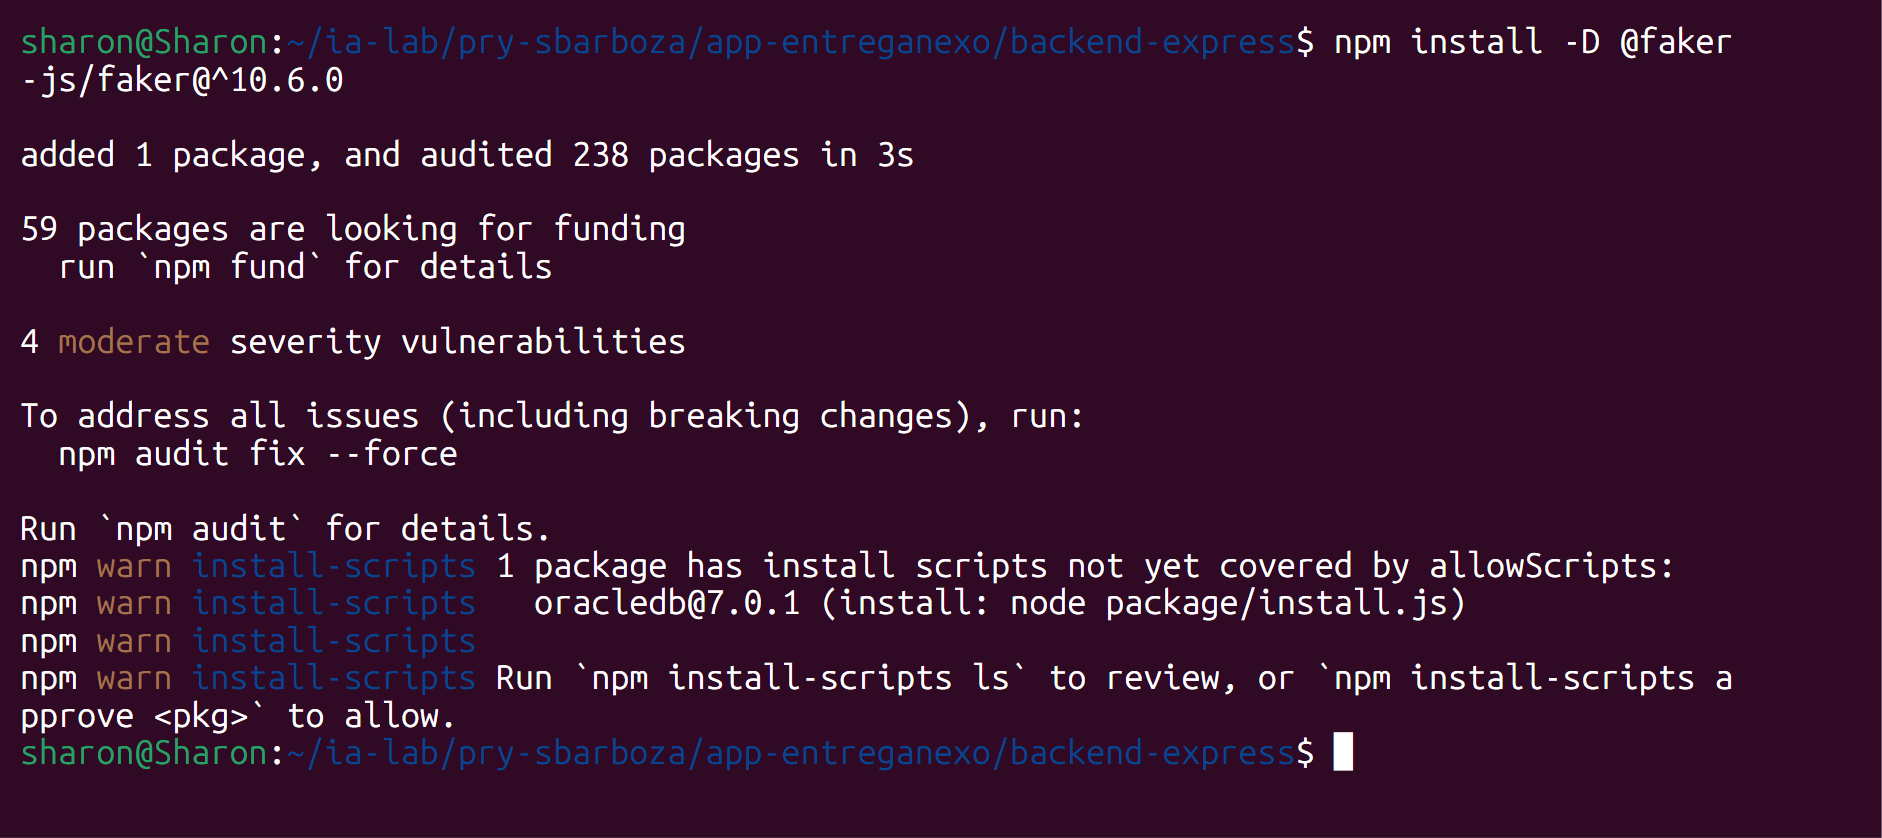 sharon@Sharon:~/ia-lab/pry-sbarboza/app-entreganexo/backend-express$ npm install -D @faker
-js/faker@^10.6.0
added 1 package, and audited 238 packages in 3s
59 packages are looking for funding
  run `npm fund` for details
4 moderate severity vulnerabilities
To address all issues (including breaking changes), run:
  npm audit fix --force
Run `npm audit` for details.
npm warn install-scripts 1 package has install scripts not yet covered by allowScripts:
npm warn install-scripts   oracledb@7.0.1 (install: node package/install.js)
npm warn install-scripts
npm warn install-scripts Run `npm install-scripts ls` to review, or `npm install-scripts a
pprove <pkg>` to allow.
sharon@Sharon:~/ia-lab/pry-sbarboza/app-entreganexo/backend-express$